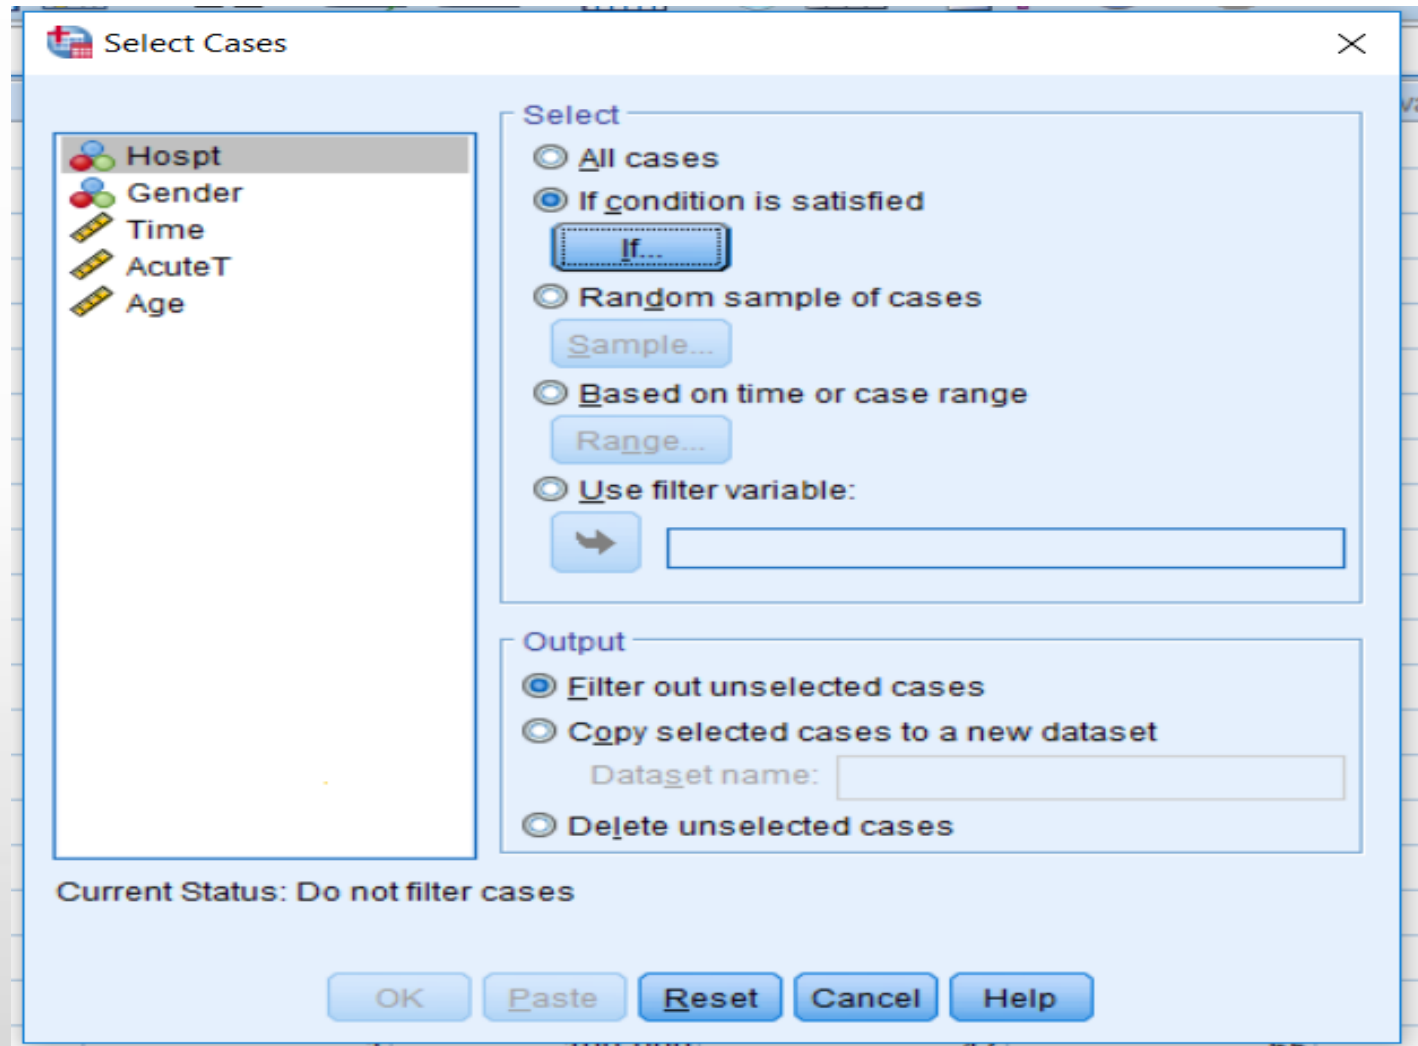 Select Cases
Hospt
Gender
Time
AcuteT
Age
Select
All cases
If condition is satisfied
If...
Random sample of cases
Sample...
Based on time or case range
Range...
Use filter variable:
Output
Filter out unselected cases
Copy selected cases to a new dataset
Dataset name:
Delete unselected cases
Current Status: Do not filter cases
OK Paste Reset Cancel Help